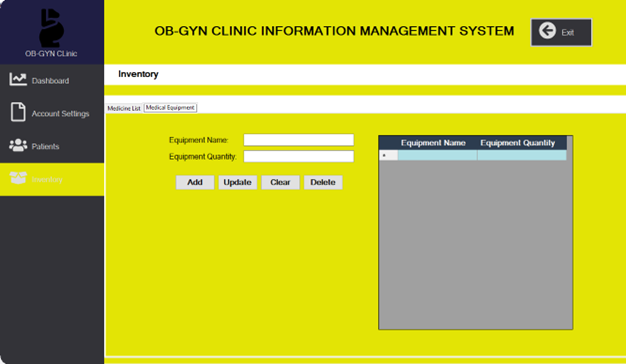 OB-GYN CLINIC INFORMATION MANAGEMENT SYSTEM
Exit
OB-GYN CLinic
Inventory
Dashboard
Medicine List
Medical Equipment
Account Settings
Equipment Name:
Equipment Quantity:
Equipment Name
Equipment Quantity
Patients
Inventory
Add
Update
Clear
Delete